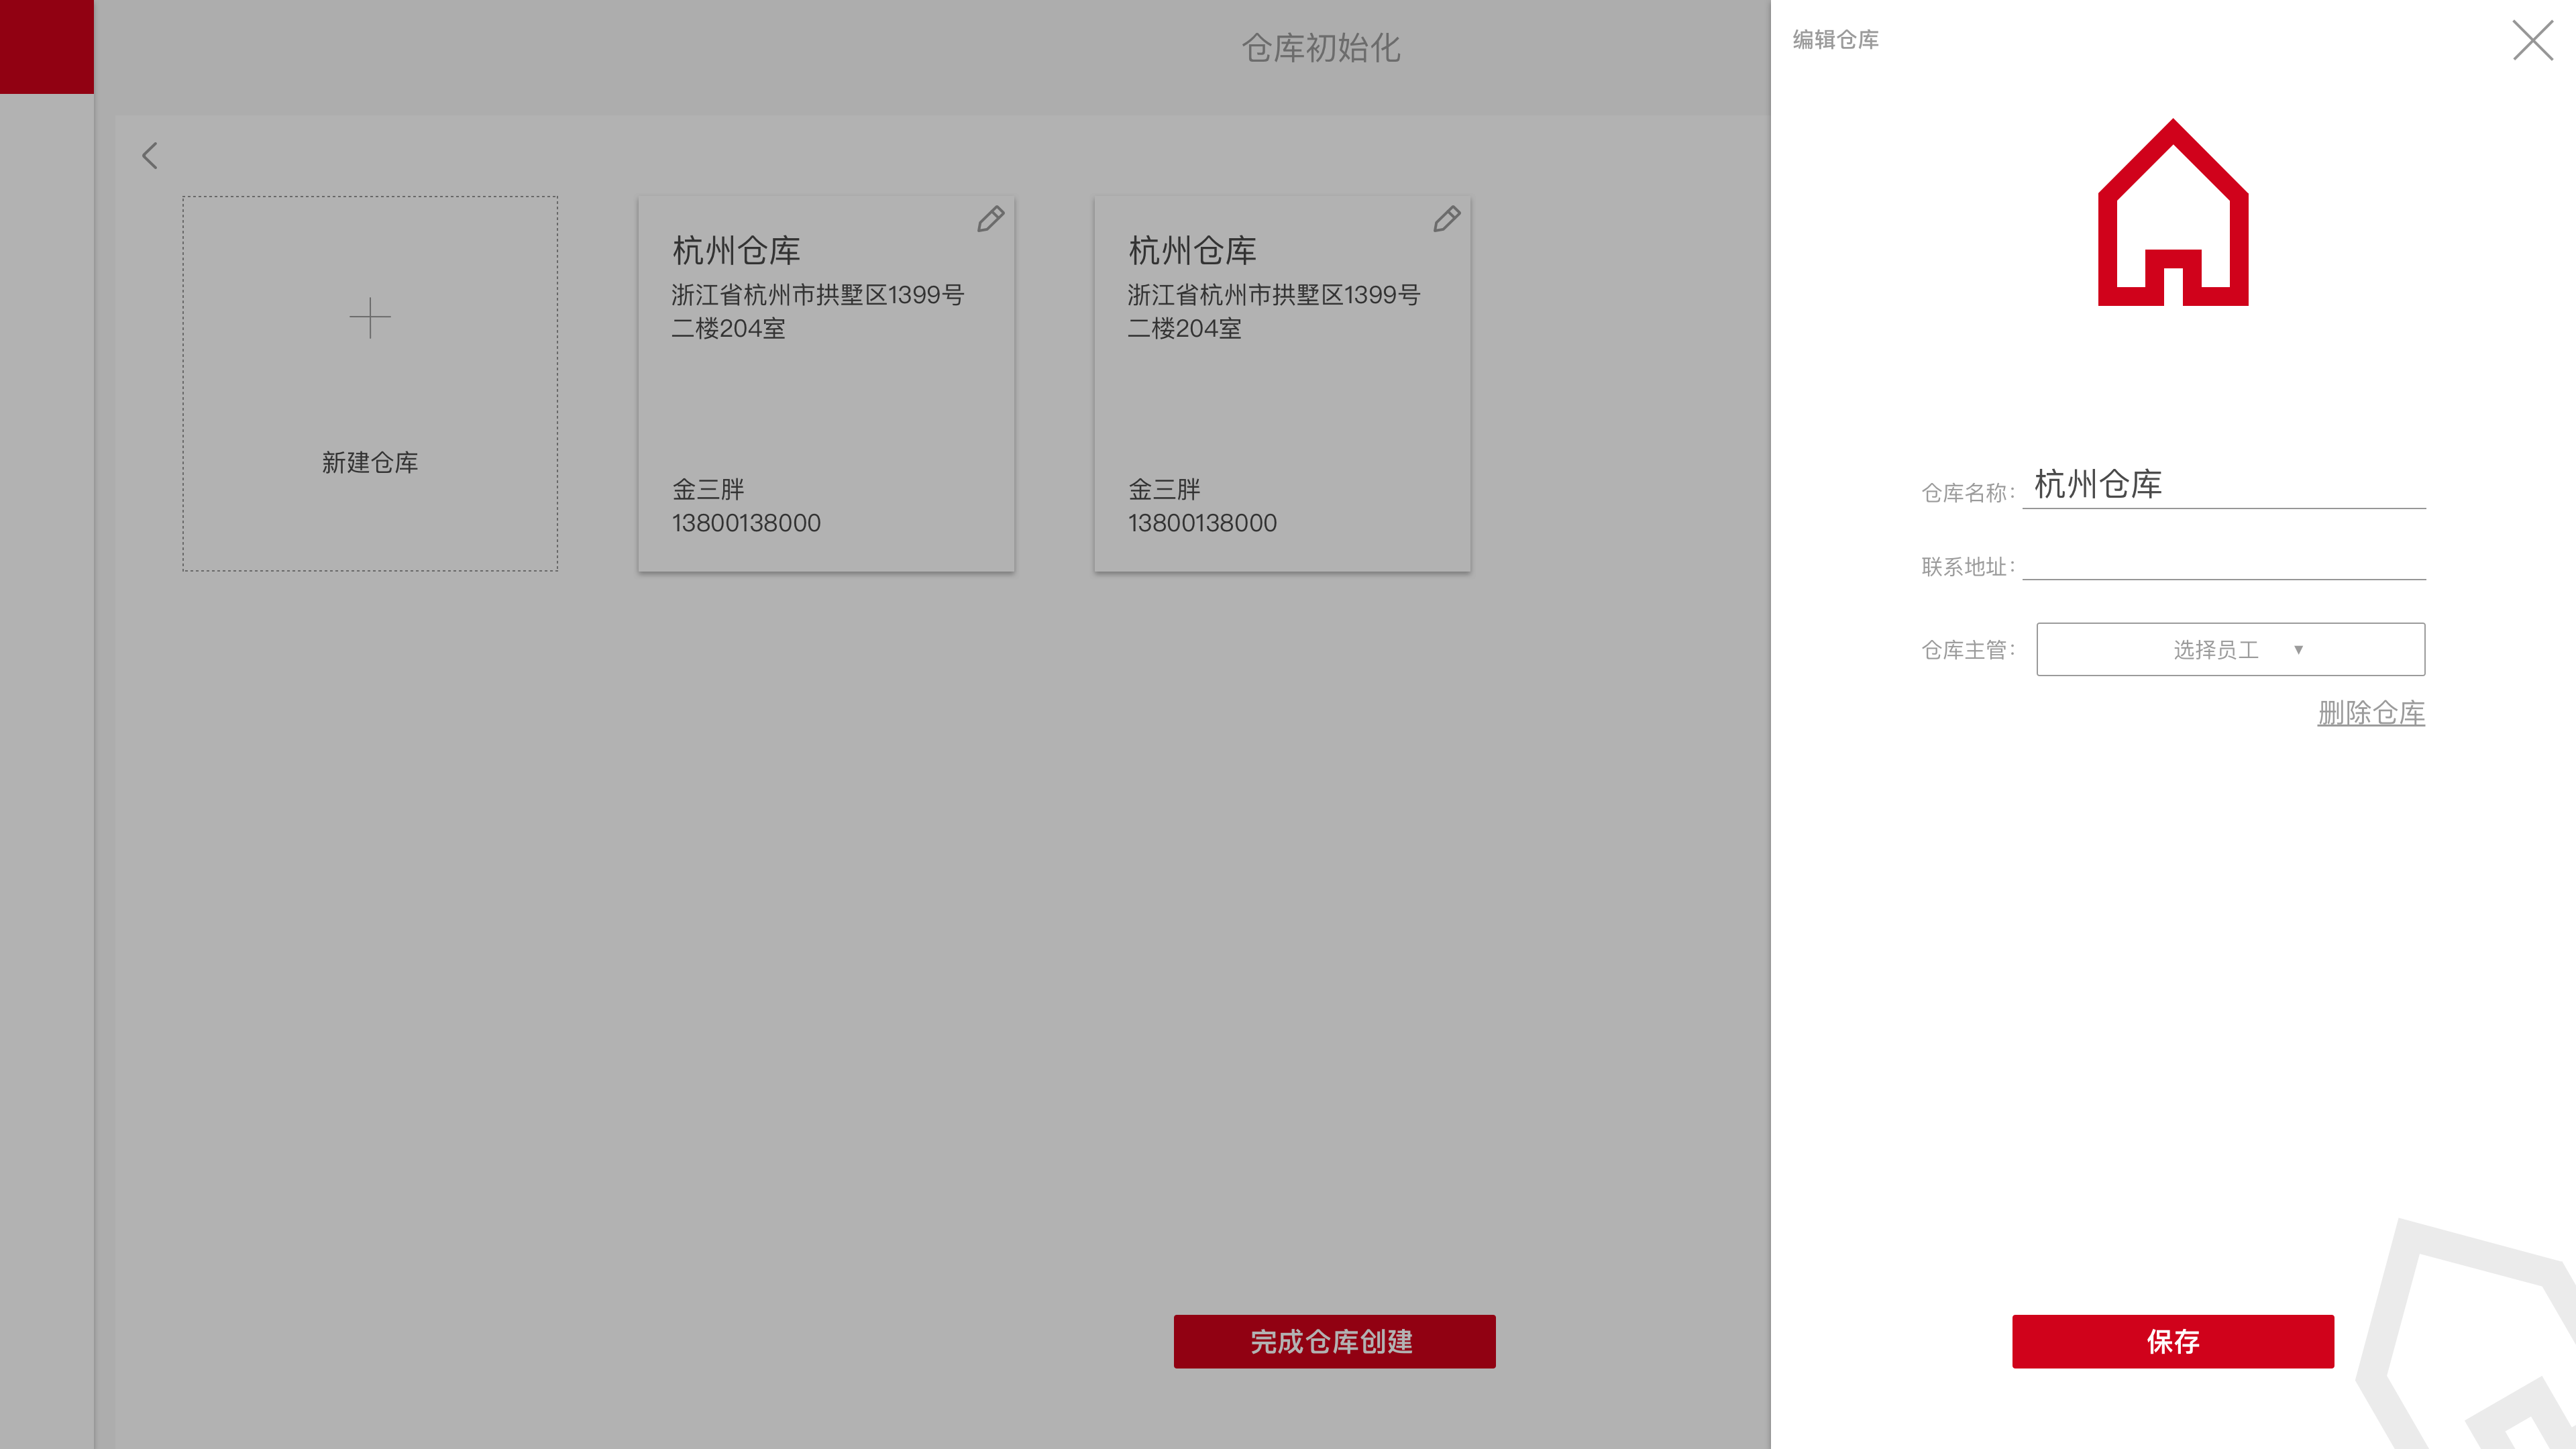 仓库初始化
新建仓库
杭州仓库
浙江省杭州市拱墅区1399号
二楼204室
金三胖
13800138000
杭州仓库
浙江省杭州市拱墅区1399号
二楼204室
金三胖
13800138000
完成仓库创建
编辑仓库
仓库名称: 杭州仓库
联系地址:
仓库主管: 选择员工 ▼
删除仓库
保存